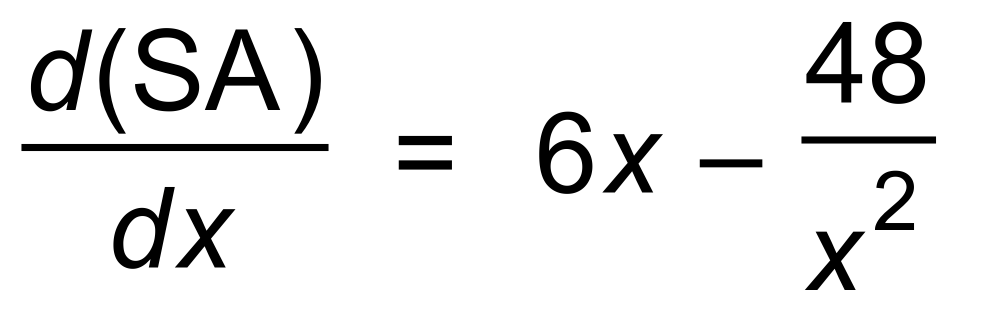 d(SA)/dx = 6x – 48/x²